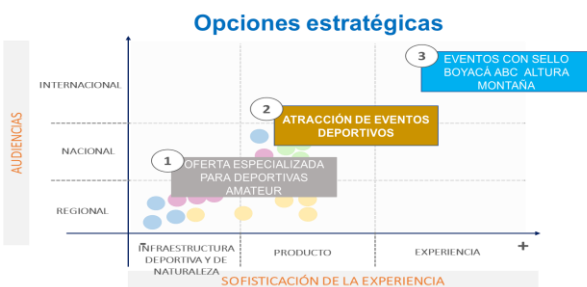 Opciones estratégicas
AUDIENCIAS
INTERNACIONAL
NACIONAL
REGIONAL
3
EVENTOS CON SELLO
BOYACÁ ABC ALTURA
MONTAÑA
2
ATRACCIÓN DE EVENTOS
DEPORTIVOS
1
OFERTA ESPECIALIZADA
PARA DEPORTIVAS
AMATEUR
-
INFRAESTRUCTURA
DEPORTIVA Y DE
NATURALEZA
PRODUCTO
EXPERIENCIA
+
SOFISTICACIÓN DE LA EXPERIENCIA